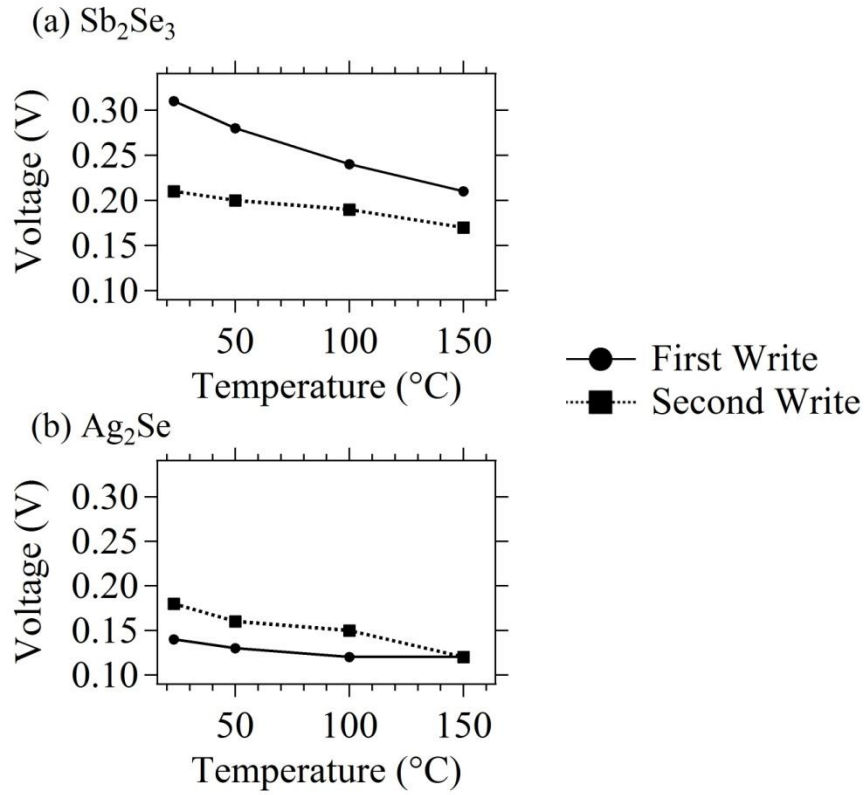 (a) Sb₂Se₃
Voltage (V)
0.30
0.25
0.20
0.15
0.10
50 100 150
Temperature (°C)
First Write
Second Write
(b) Ag₂Se
Voltage (V)
0.30
0.25
0.20
0.15
0.10
50 100 150
Temperature (°C)